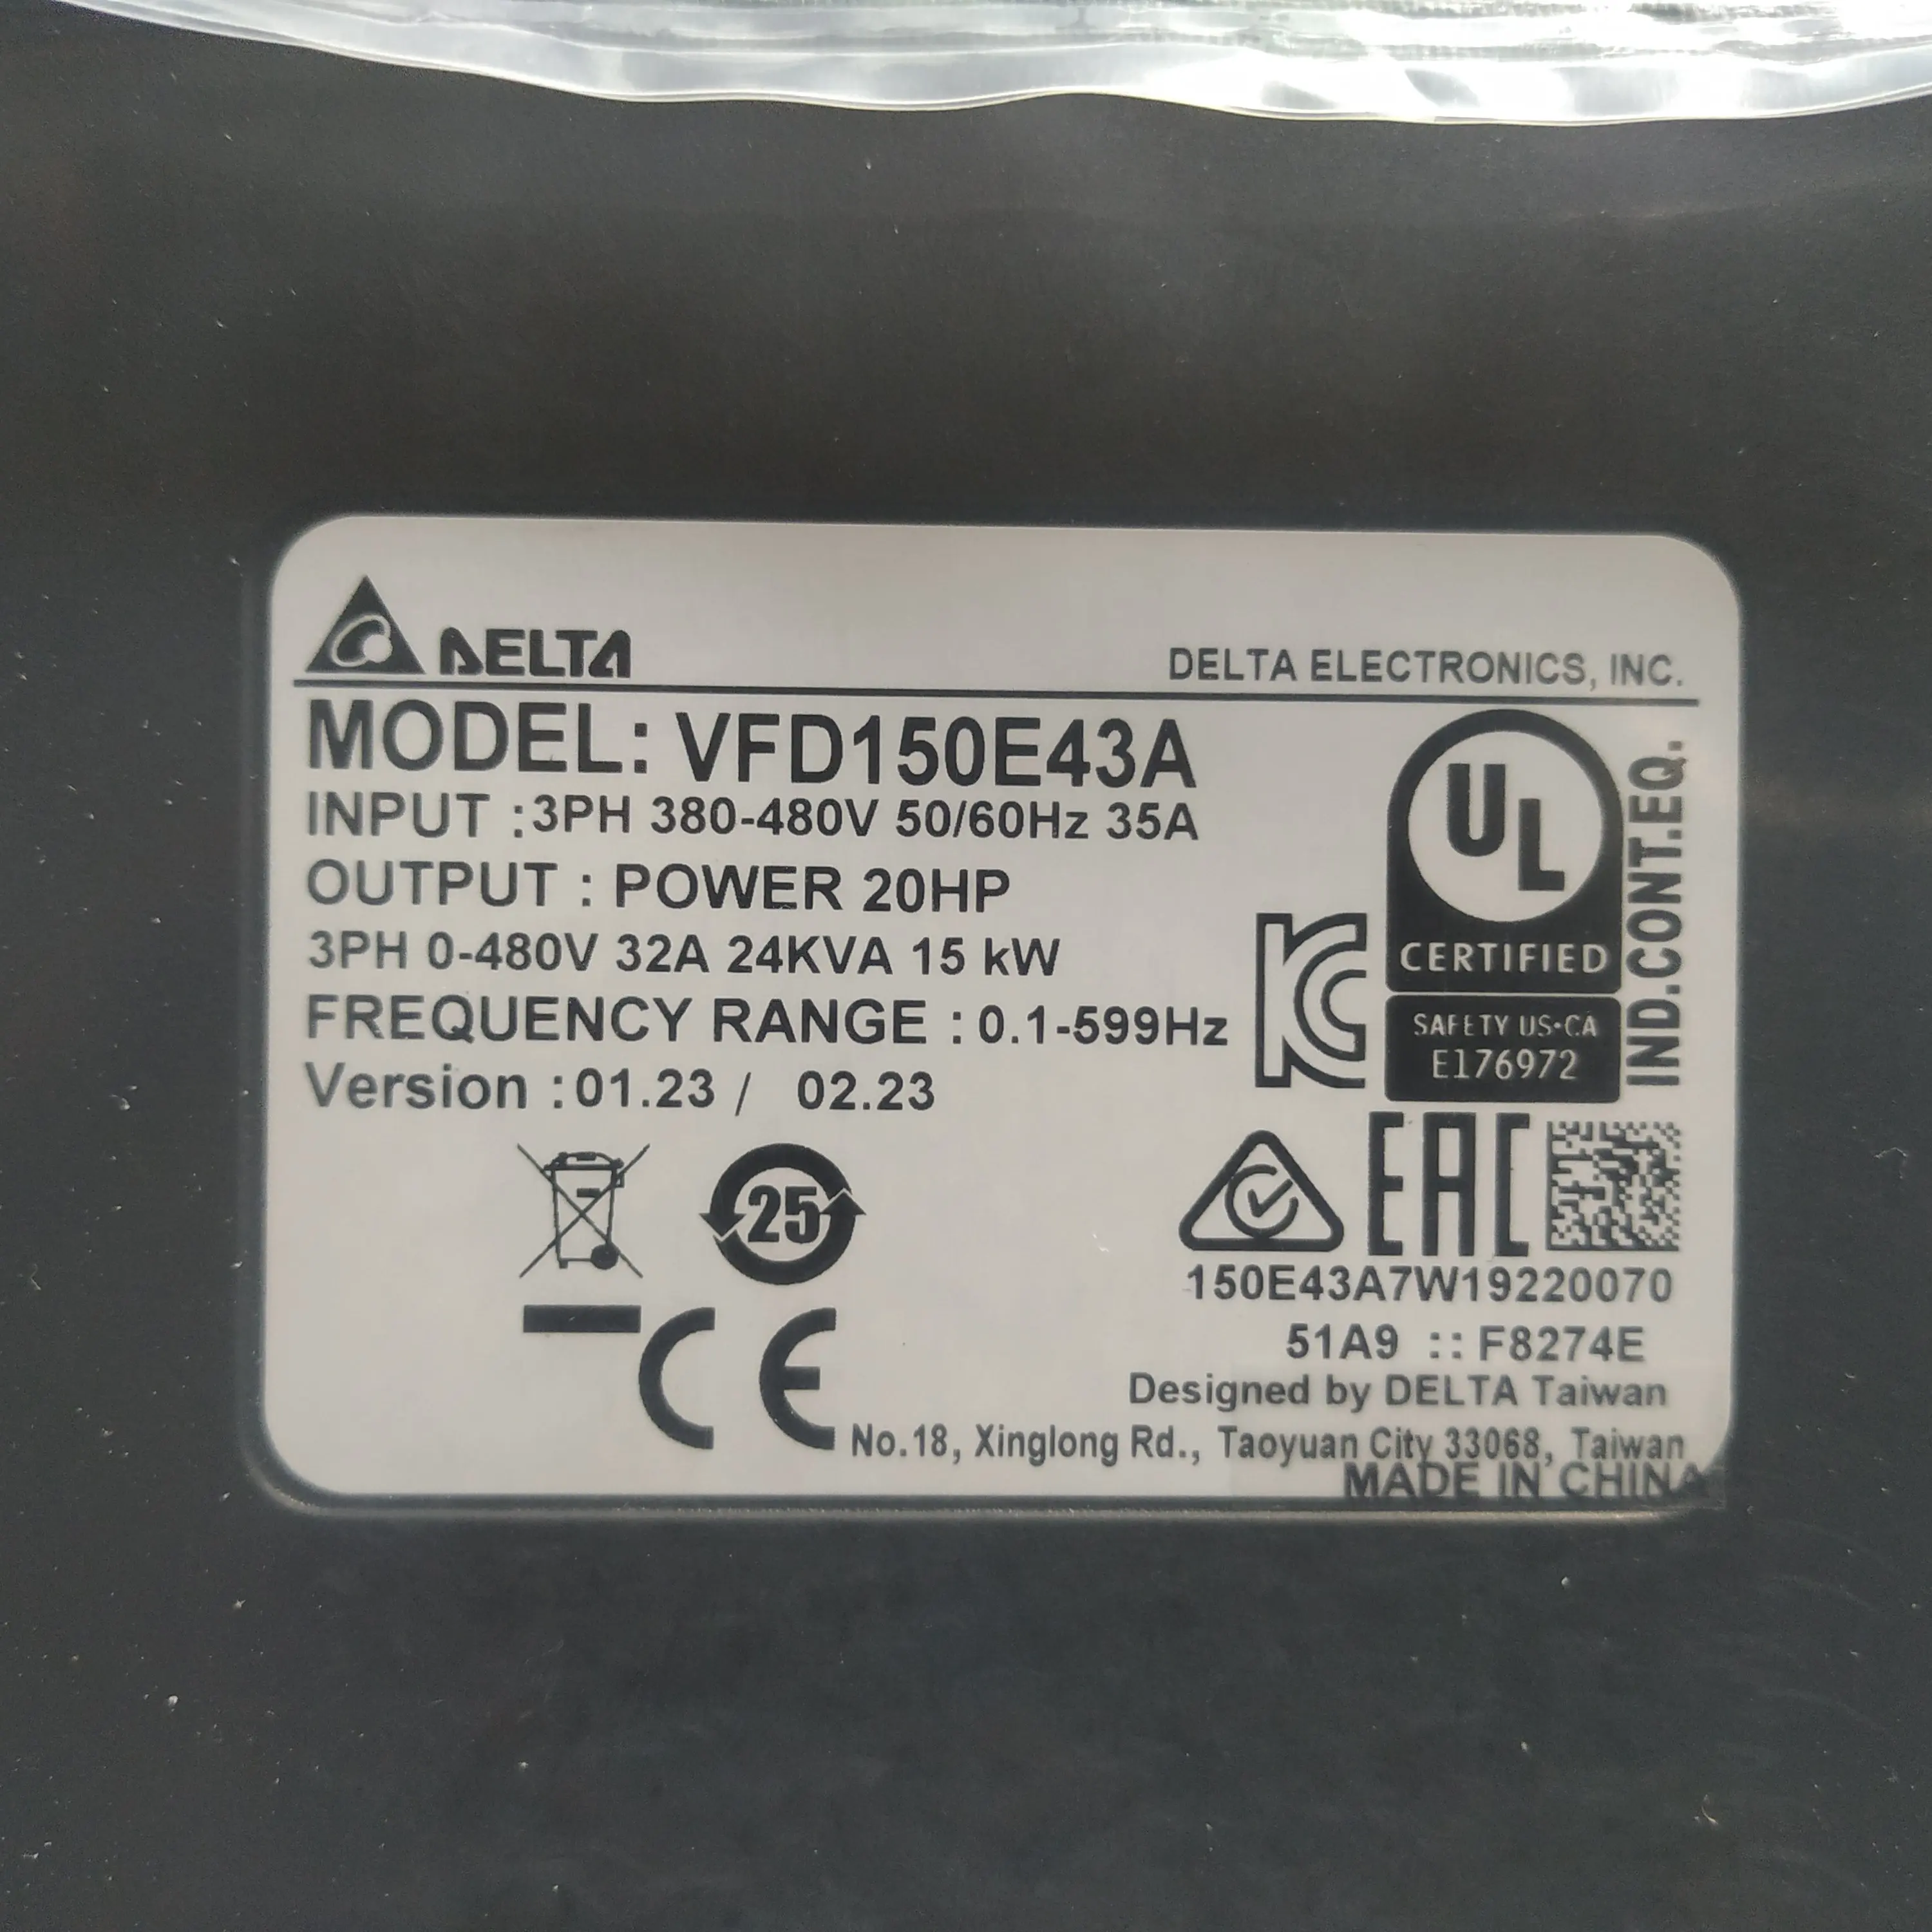 DELTA
DELTA ELECTRONICS, INC.
MODEL: VFD150E43A
INPUT :3PH 380-480V 50/60Hz 35A
OUTPUT : POWER 20HP
3PH 0-480V 32A 24KVA 15 kW
FREQUENCY RANGE : 0.1-599Hz
Version :01.23 / 02.23
UL
CERTIFIED
SAFETY US•CA
E176972
IND.CONT.EQ.
KC
25
EAC
150E43A7W19220070
51A9 :: F8274E
CE
Designed by DELTA Taiwan
No.18, Xinglong Rd., Taoyuan City 33068, Taiwan
MADE IN CHINA